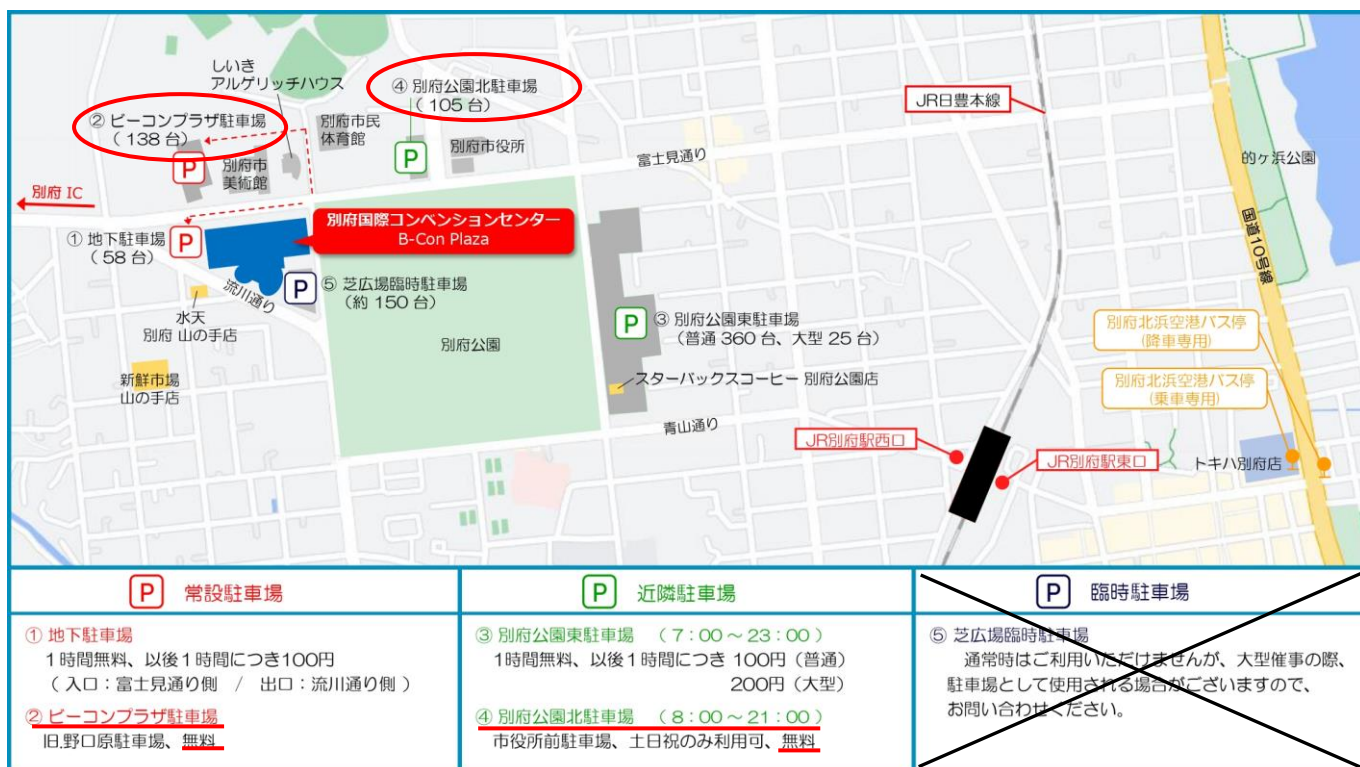 しいき
アルゲリッチハウス
④ 別府公園北駐車場
( 105 台 )
② ビーコンプラザ駐車場
( 138 台 )
別府市民
体育館
P
別府市
美術館
P
別府市役所
富士見通り
JR日豊本線
的ヶ浜公園
国道10号線
別府 IC
① 地下駐車場
( 58 台 )
P
別府国際コンベンションセンター
B-Con Plaza
流川通り
P
⑤ 芝広場臨時駐車場
(約 150 台)
水天
別府 山の手店
新鮮市場
山の手店
別府公園
P
③ 別府公園東駐車場
(普通 360 台、大型 25 台)
スターバックスコーヒー 別府公園店
青山通り
別府北浜空港バス停
(降車専用)
別府北浜空港バス停
(乗車専用)
JR別府駅西口
JR別府駅東口
トキハ別府店
P 常設駐車場
① 地下駐車場
1時間無料、以後1時間につき100円
( 入口：富士見通り側 / 出口：流川通り側 )
② ビーコンプラザ駐車場
旧.野口原駐車場、無料
P 近隣駐車場
③ 別府公園東駐車場 ( 7：00～23：00 )
1時間無料、以後1時間につき 100円 (普通)
200円 (大型)
④ 別府公園北駐車場 ( 8：00～21：00 )
市役所前駐車場、土日祝のみ利用可、無料
P 臨時駐車場
⑤ 芝広場臨時駐車場
通常時はご利用いただけませんが、大型催事の際、
駐車場として使用される場合がございますので、
お問い合わせください。